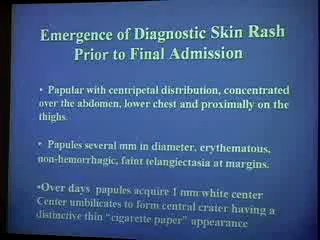 Emergence of Diagnostic Skin Rash
Prior to Final Admission
• Papular with centripetal distribution, concentrated
over the abdomen, lower chest and proximally on the
thighs.
• Papules several mm in diameter, erythematous,
non-hemorrhagic, faint telangiectasia at margins.
•Over days papules acquire 1 mm white center
Center umbilicates to form central crater having a
distinctive thin “cigarette paper” appearance